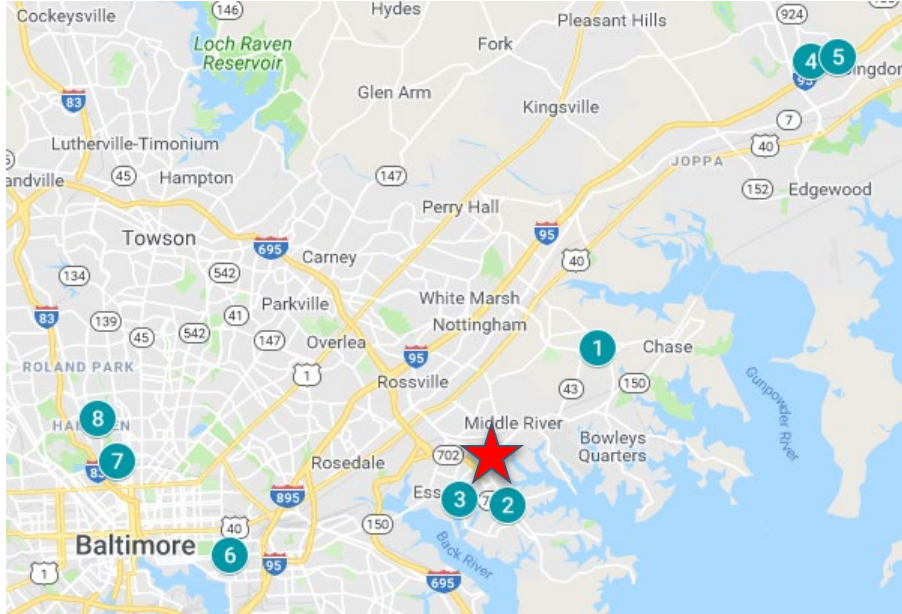 Cockeysville
146
Hydes
Pleasant Hills
924
Loch Raven
Reservoir
Fork
4
5
95
83
Glen Arm
Kingsville
7
Lutherville-Timonium
40
JOPPA
45
Hampton
147
152
Edgewood
Perry Hall
Towson
695
95
Carney
40
134
542
White Marsh
Nottingham
83
139
45
542
41
147
Parkville
Overlea
1
95
1
Chase
ROLAND PARK
Rossville
43
150
Gunpowder
River
8
Middle River
Bowleys
Quarters
7
83
Rosedale
702
895
3
2
150
40
Baltimore
6
95
1
Back River
695